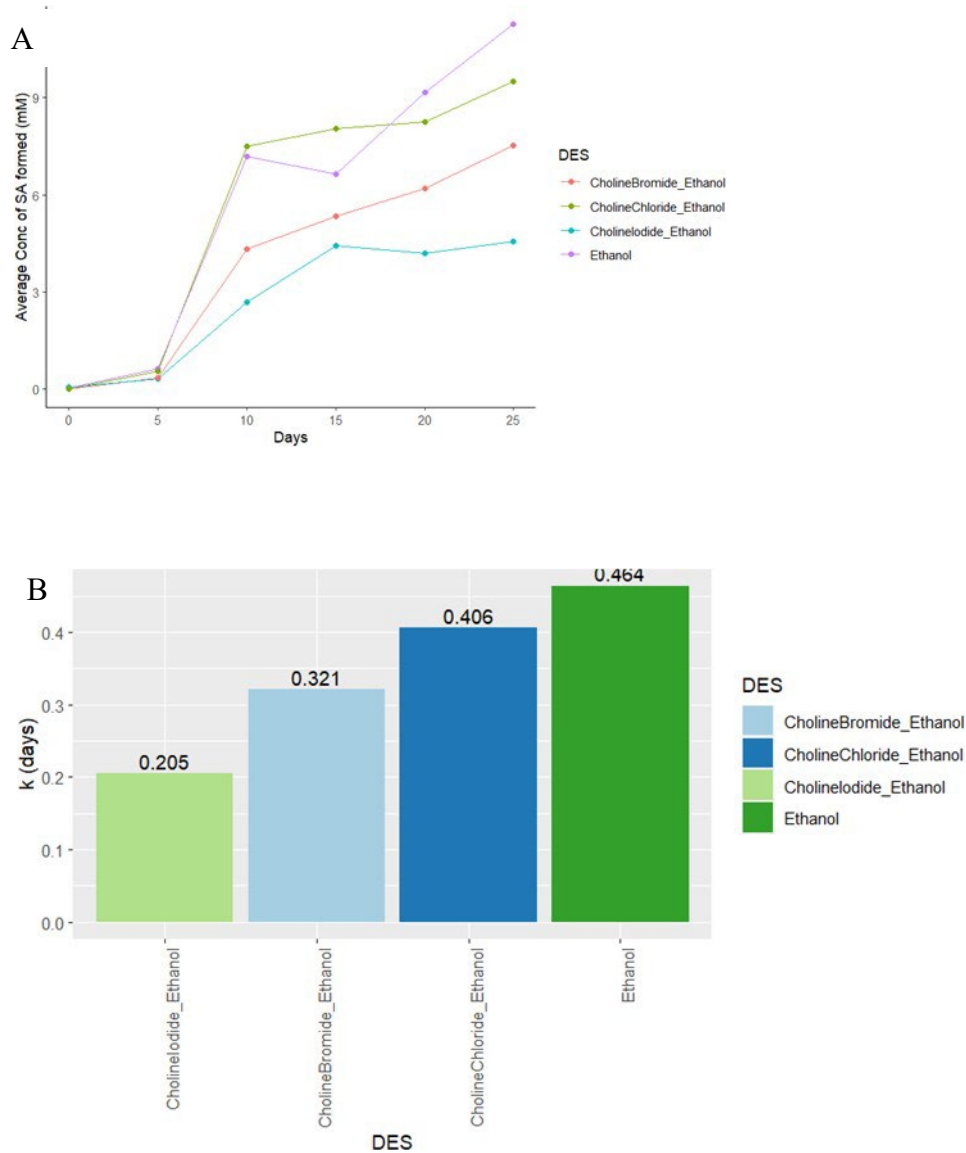 A
Average Conc of SA formed (mM)
9
6
3
0
0 5 10 15 20 25
Days
DES
CholineBromide_Ethanol
CholineChloride_Ethanol
CholineIodide_Ethanol
Ethanol
B
k (days)
0.4
0.3
0.2
0.1
0.0
0.205
0.321
0.406
0.464
CholineIodide_Ethanol
CholineBromide_Ethanol
CholineChloride_Ethanol
Ethanol
DES
DES
CholineBromide_Ethanol
CholineChloride_Ethanol
CholineIodide_Ethanol
Ethanol